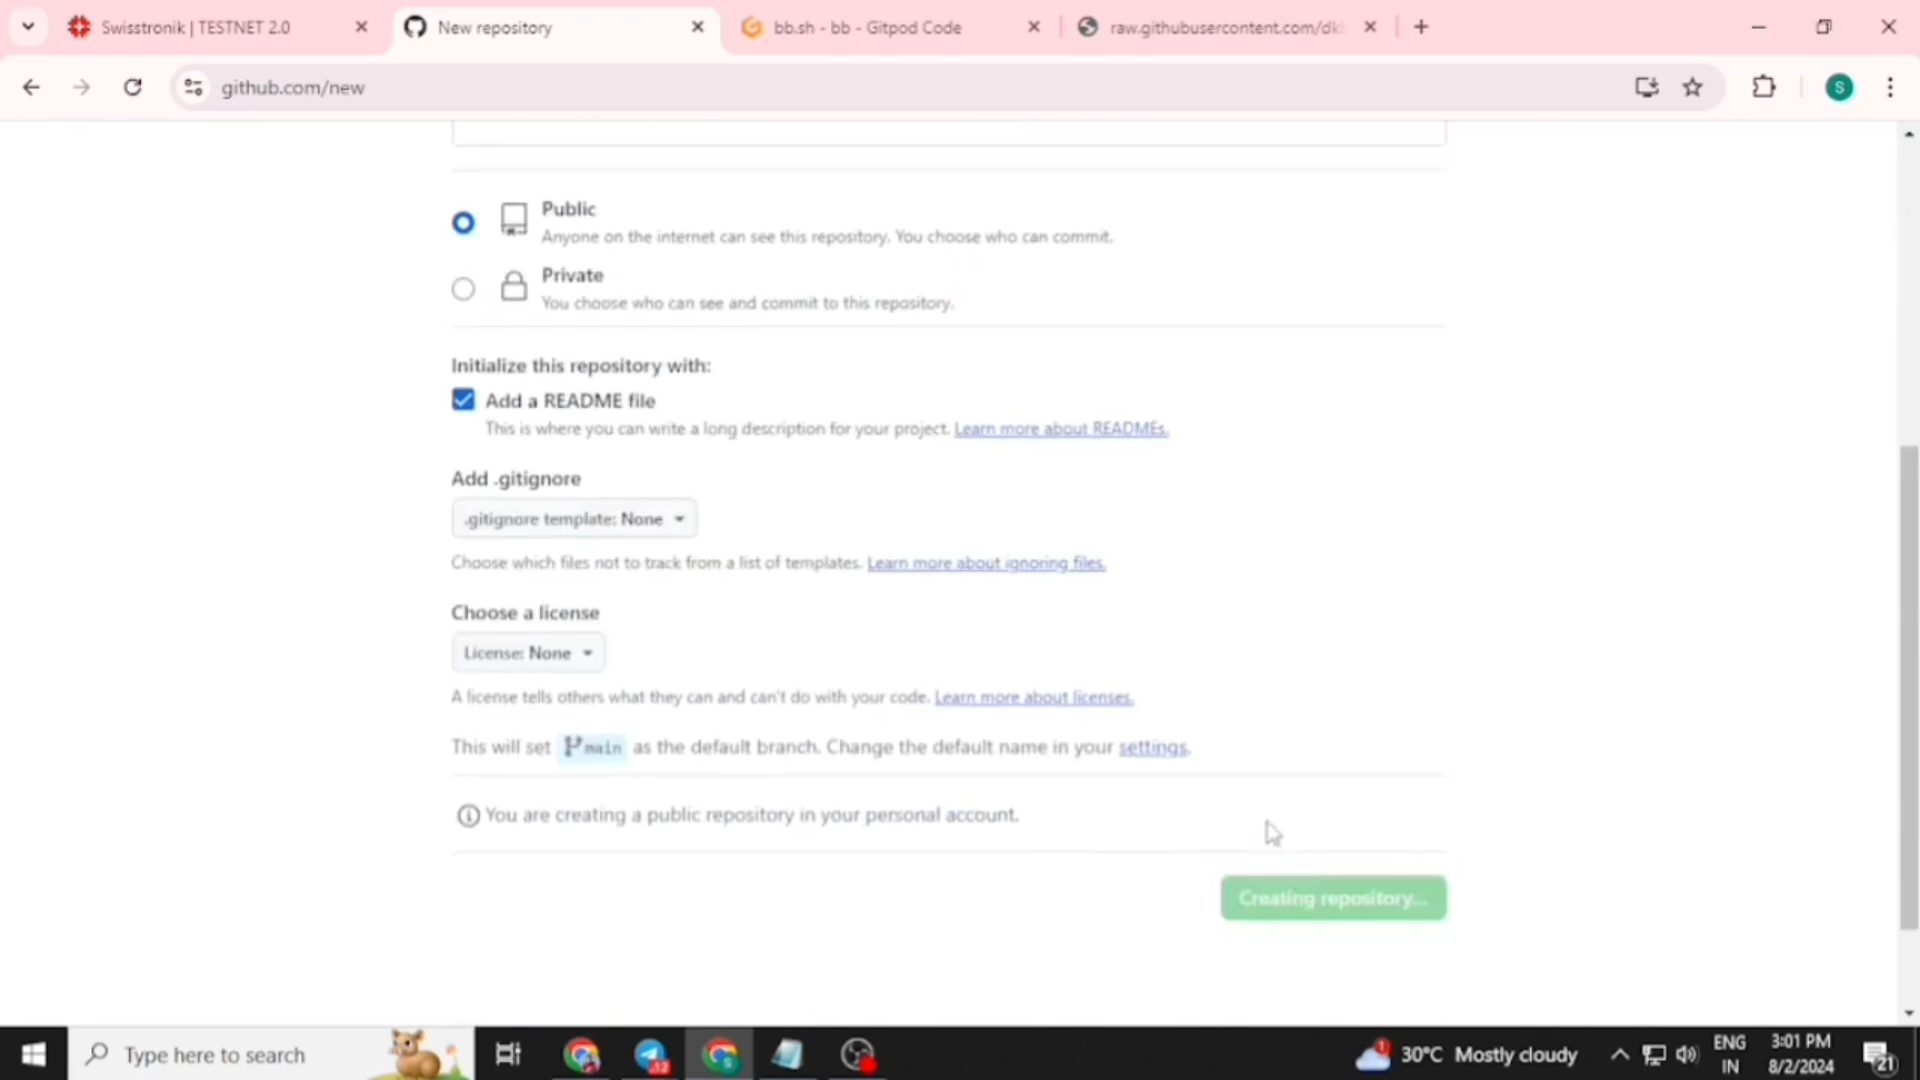 Swisstronik | TESTNET 2.0
New repository
bb.sh - bb - Gitpod Code
raw.githubusercontent.com/dkl
github.com/new
S
Public
Anyone on the internet can see this repository. You choose who can commit.
Private
You choose who can see and commit to this repository.
Initialize this repository with:
Add a README file
This is where you can write a long description for your project. Learn more about READMEs.
Add .gitignore
.gitignore template: None
Choose which files not to track from a list of templates. Learn more about ignoring files.
Choose a license
License: None
A license tells others what they can and can't do with your code. Learn more about licenses.
This will set main as the default branch. Change the default name in your settings.
You are creating a public repository in your personal account.
Creating repository...
Type here to search
12
1
30°C Mostly cloudy
ENG
IN
3:01 PM
8/2/2024
21